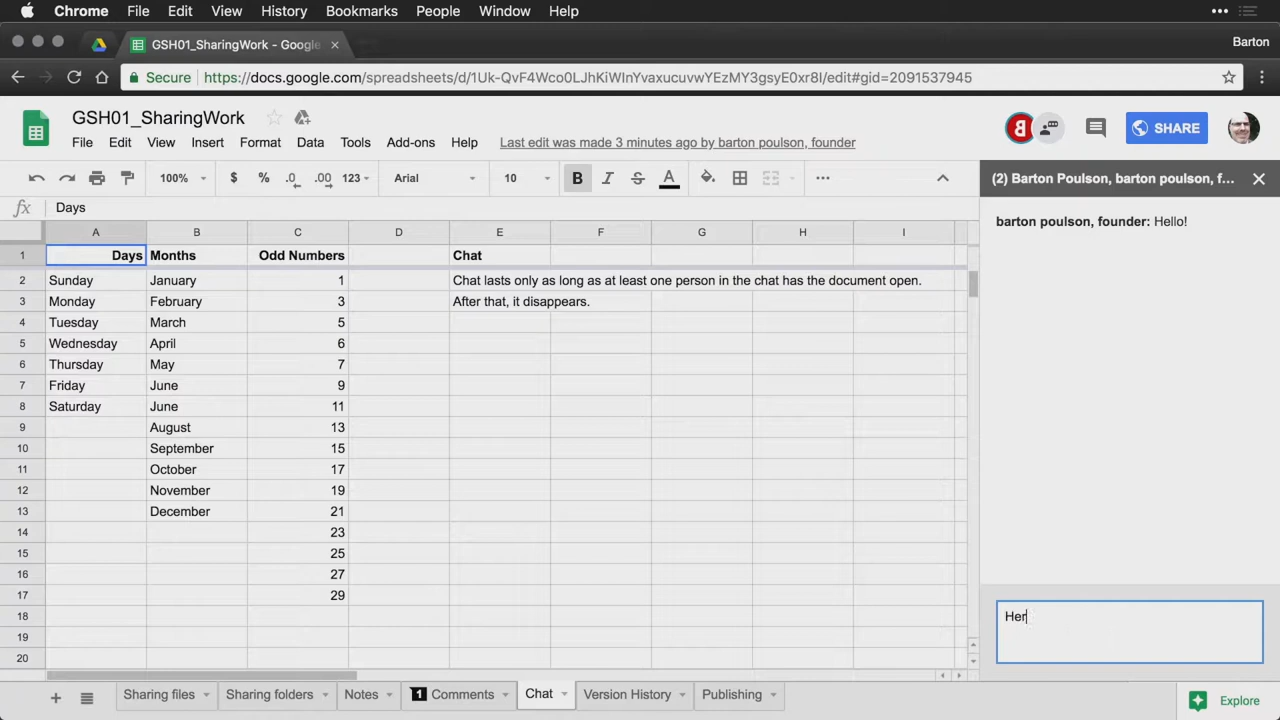 Chrome File Edit View History Bookmarks People Window Help
GSH01_SharingWork - Google
Barton
Secure https://docs.google.com/spreadsheets/d/1Uk-QvF4Wco0LJhKiWInYvaxucuvwYEzMY3gsyE0xr8I/edit#gid=2091537945
GSH01_SharingWork
SHARE
File Edit View Insert Format Data Tools Add-ons Help Last edit was made 3 minutes ago by barton poulson, founder
100% $ % .0 .00 123 Arial 10 B I S A
(2) Barton Poulson, barton poulson, f...
fx Days
barton poulson, founder: Hello!
A B C D E F G H I
1 Days Months Odd Numbers Chat
2 Sunday January 1 Chat lasts only as long as at least one person in the chat has the document open.
3 Monday February 3 After that, it disappears.
4 Tuesday March 5
5 Wednesday April 6
6 Thursday May 7
7 Friday June 9
8 Saturday June 11
9 August 13
10 September 15
11 October 17
12 November 19
13 December 21
14 23
15 25
16 27
17 29
18
19
20
Her
Sharing files Sharing folders Notes 1 Comments Chat Version History Publishing
Explore